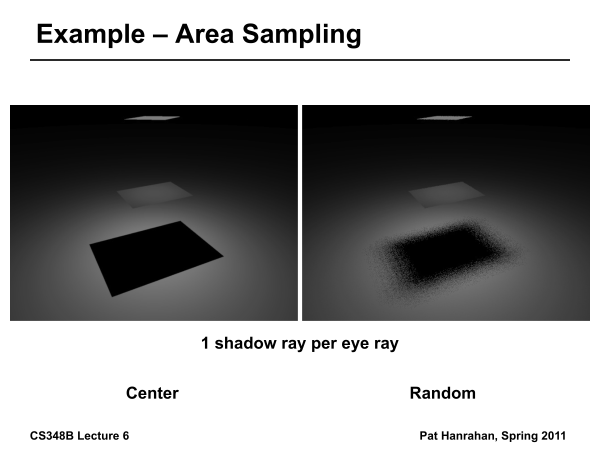 Example – Area Sampling
1 shadow ray per eye ray
Center
Random
CS348B Lecture 6
Pat Hanrahan, Spring 2011